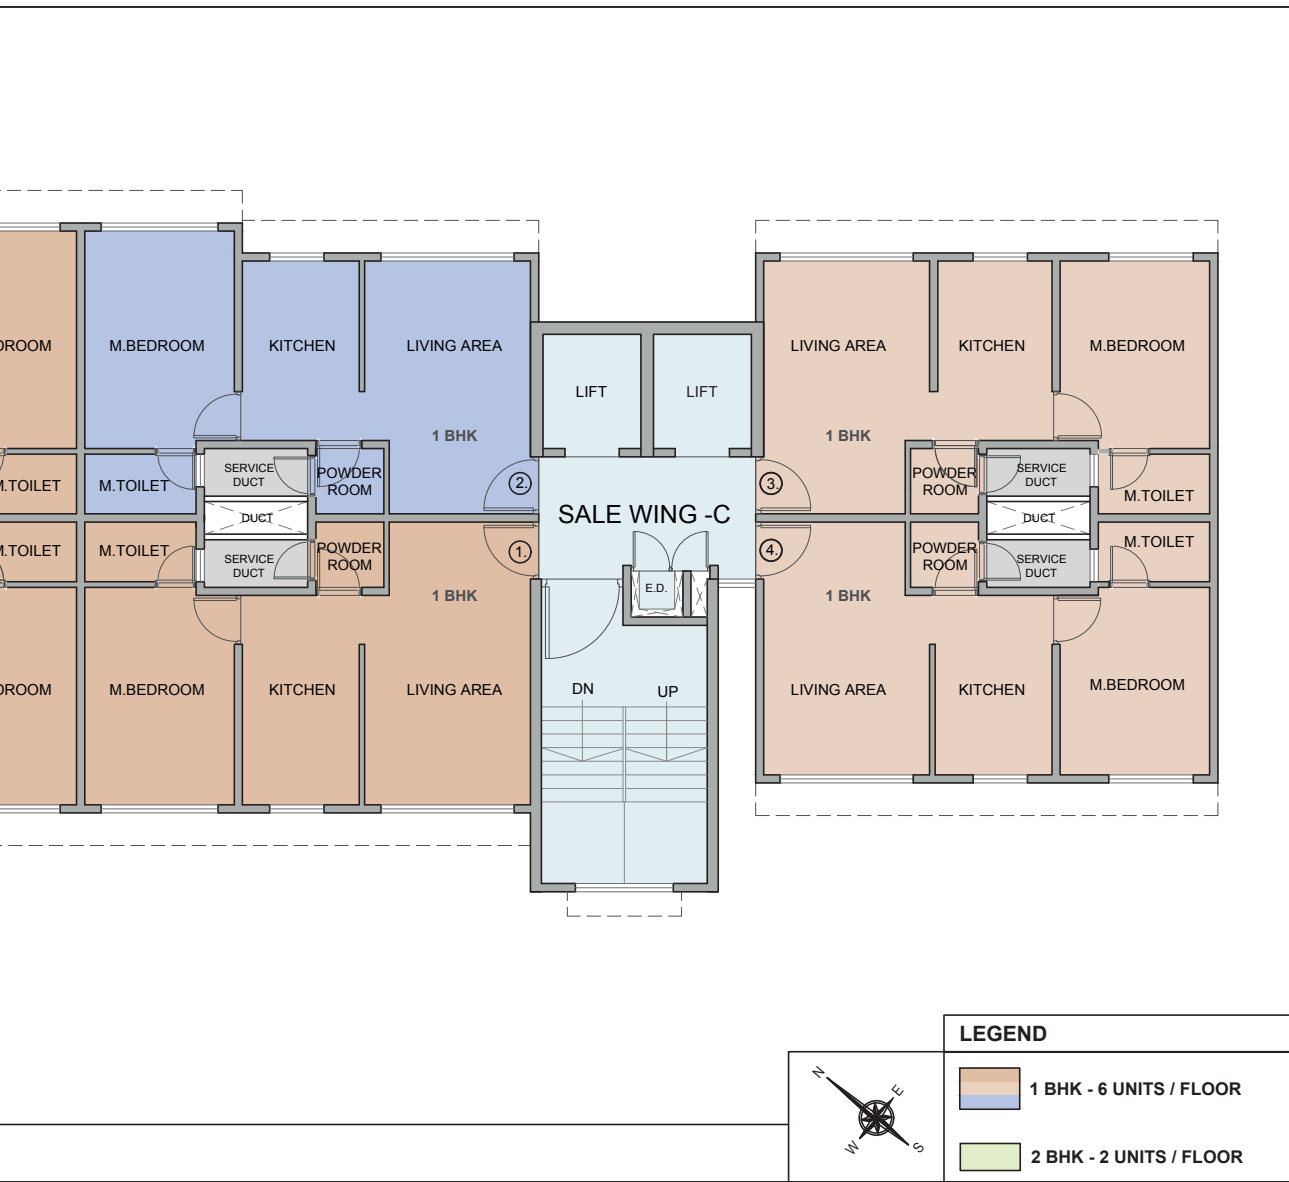 DROOM
M.BEDROOM
KITCHEN
LIVING AREA
1 BHK
LIFT
LIFT
LIVING AREA
KITCHEN
M.BEDROOM
1 BHK
M.TOILET
M.TOILET
SERVICE
DUCT
POWDER
ROOM
2.
3.
POWDER
ROOM
SERVICE
DUCT
M.TOILET
DUCT
SALE WING -C
DUCT
M.TOILET
M.TOILET
SERVICE
DUCT
POWDER
ROOM
1.
4.
POWDER
ROOM
SERVICE
DUCT
M.TOILET
1 BHK
E.D.
1 BHK
DROOM
M.BEDROOM
KITCHEN
LIVING AREA
DN
UP
LIVING AREA
KITCHEN
M.BEDROOM
LEGEND
N
E
W
S
1 BHK - 6 UNITS / FLOOR
2 BHK - 2 UNITS / FLOOR